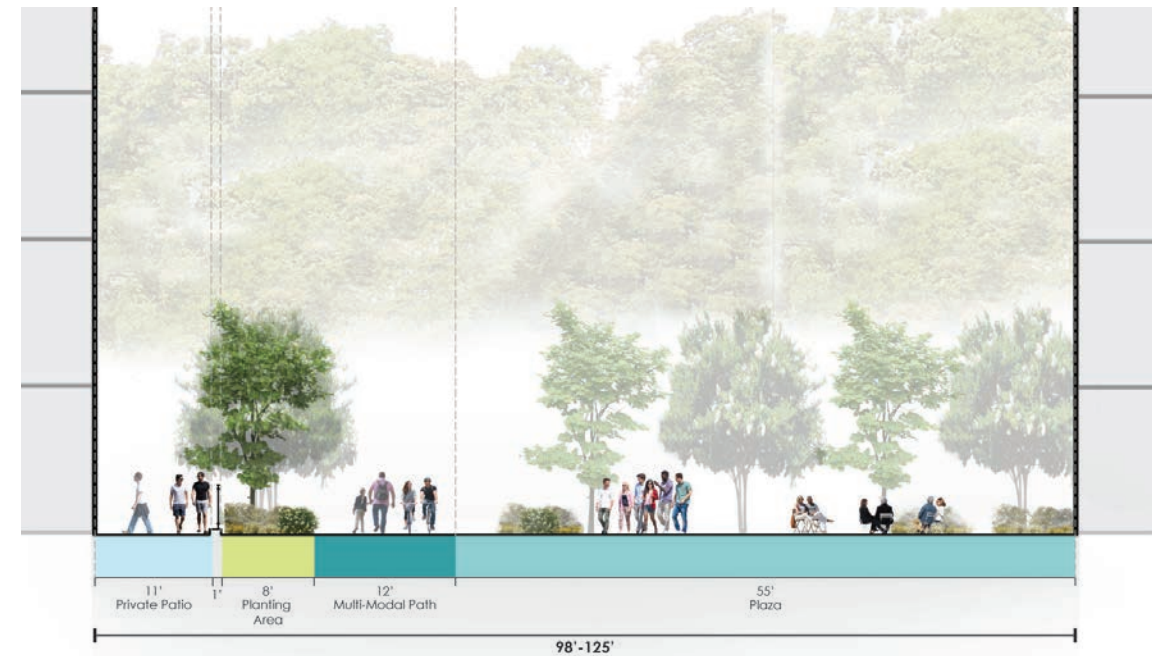 11'
Private Patio
1'
8'
Planting
Area
12'
Multi-Modal Path
55'
Plaza
98'-125'